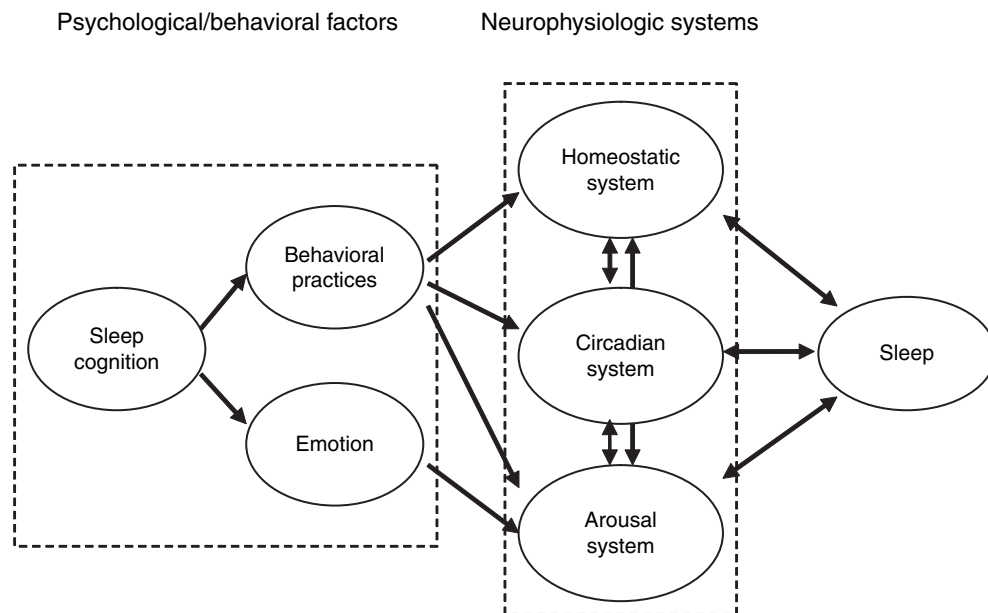 Psychological/behavioral factors
Neurophysiologic systems
Sleep
cognition
Behavioral
practices
Emotion
Homeostatic
system
Circadian
system
Arousal
system
Sleep